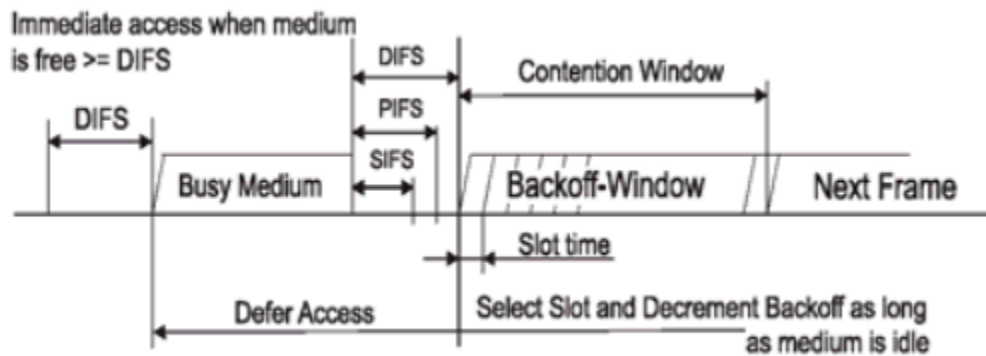 Immediate access when medium
is free >= DIFS
DIFS
DIFS
Contention Window
PIFS
SIFS
Busy Medium
Backoff-Window
Next Frame
Slot time
Defer Access
Select Slot and Decrement Backoff as long
as medium is idle